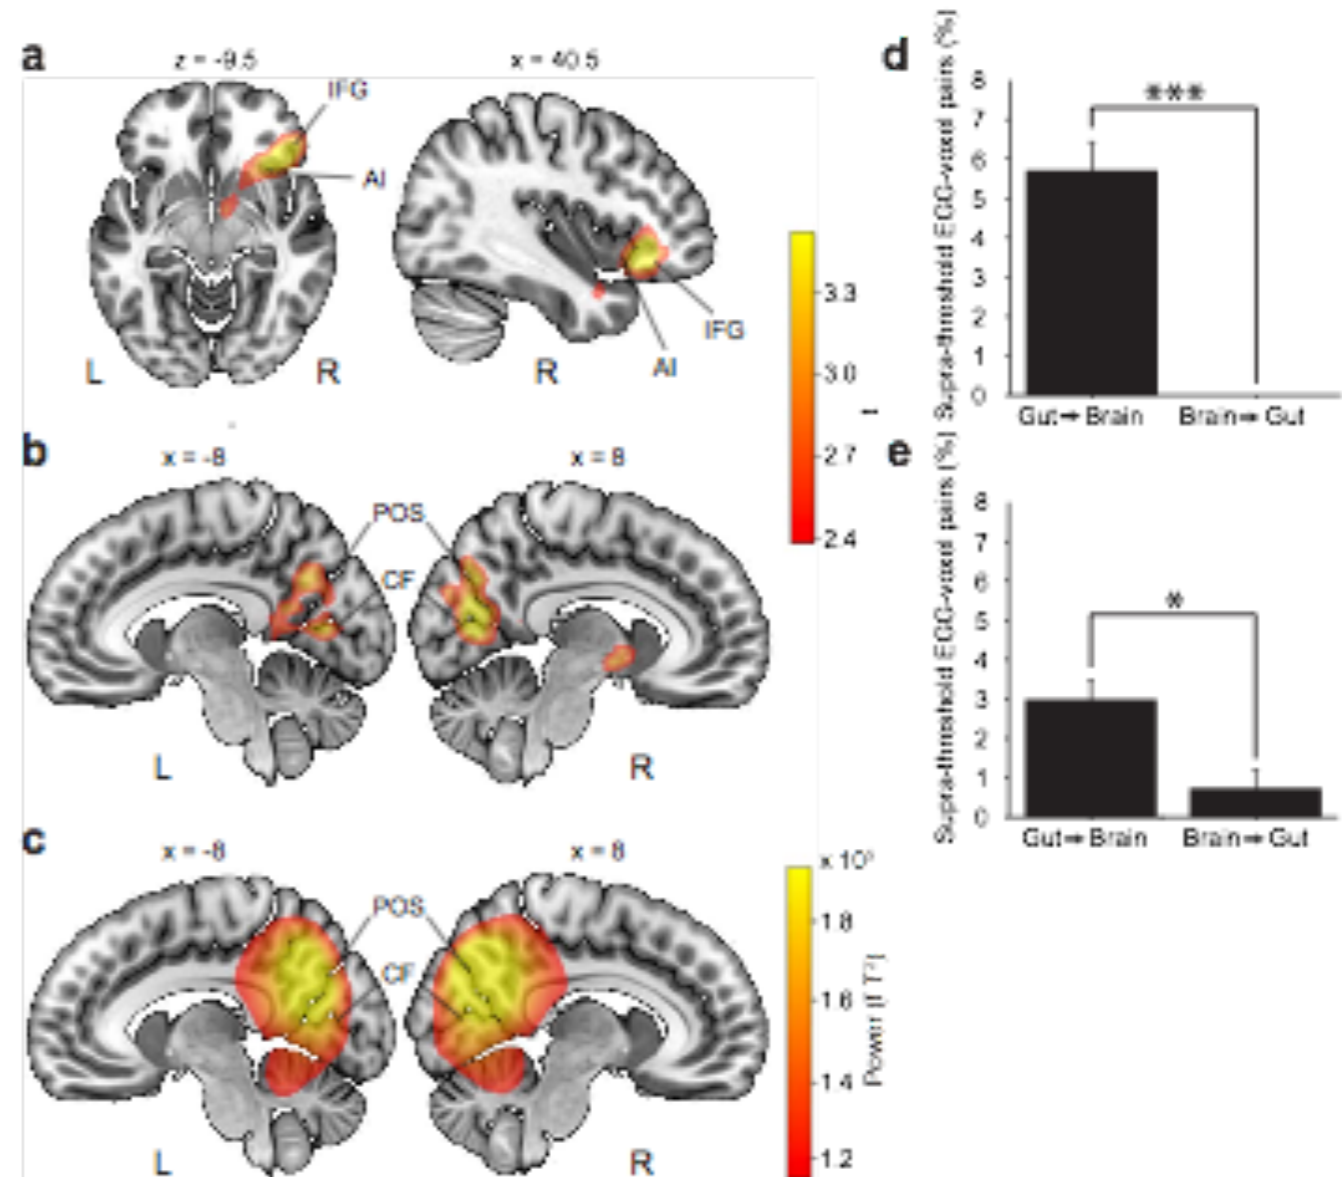 a
z = -9.5
x = 40.5
IFG
AI
L
R
R
AI
IFG
3.3
3.0
2.7
2.4
b
x = -8
x = 8
POS
CF
L
R
c
x = -8
x = 8
POS
CF
L
R
1.8
1.6
1.4
1.2
d
Supra-threshold EGG-voxel pairs (%)
8
7
6
5
4
3
2
1
0
***
Gut➡Brain
Brain➡Gut
e
Supra-threshold EGG-voxel pairs (%)
8
7
6
5
4
3
2
1
0
*
Gut➡Brain
Brain➡Gut